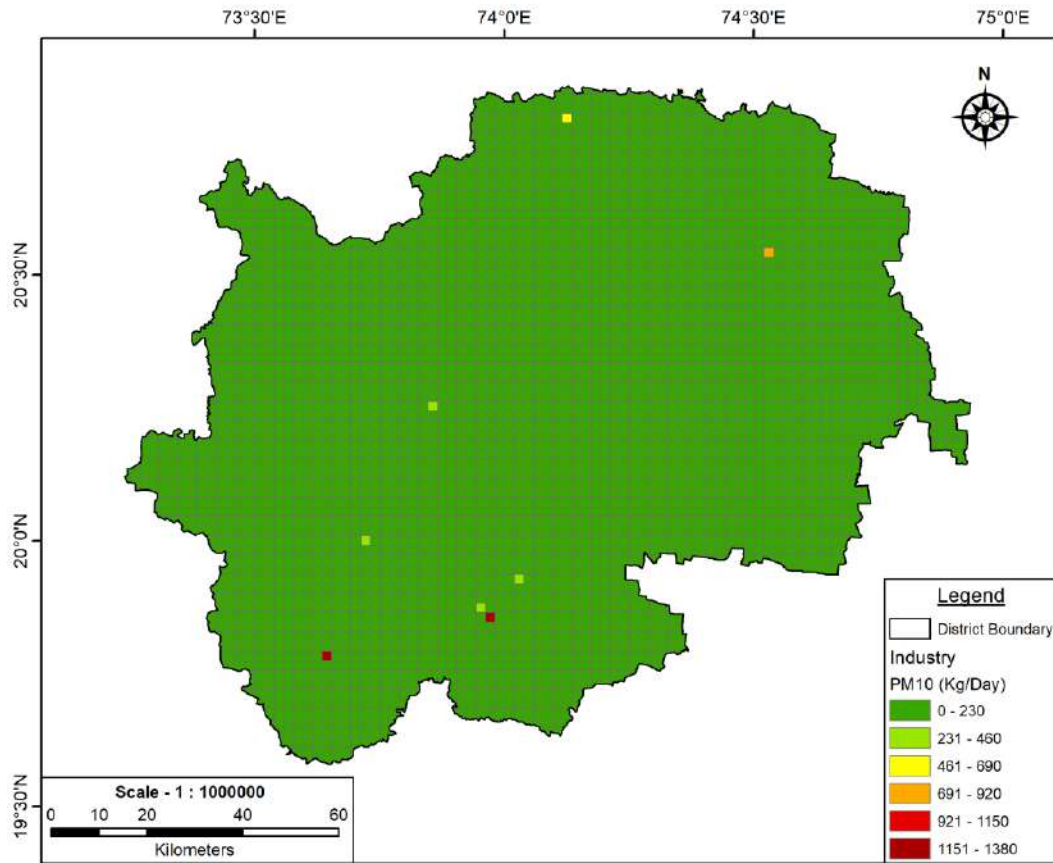 73°30'E 74°0'E 74°30'E 75°0'E
N
20°30'N
20°0'N
19°30'N
Legend
District Boundary
Industry
PM10 (Kg/Day)
0 - 230
231 - 460
461 - 690
691 - 920
921 - 1150
1151 - 1380
Scale - 1 : 1000000
0 10 20 40 60
Kilometers